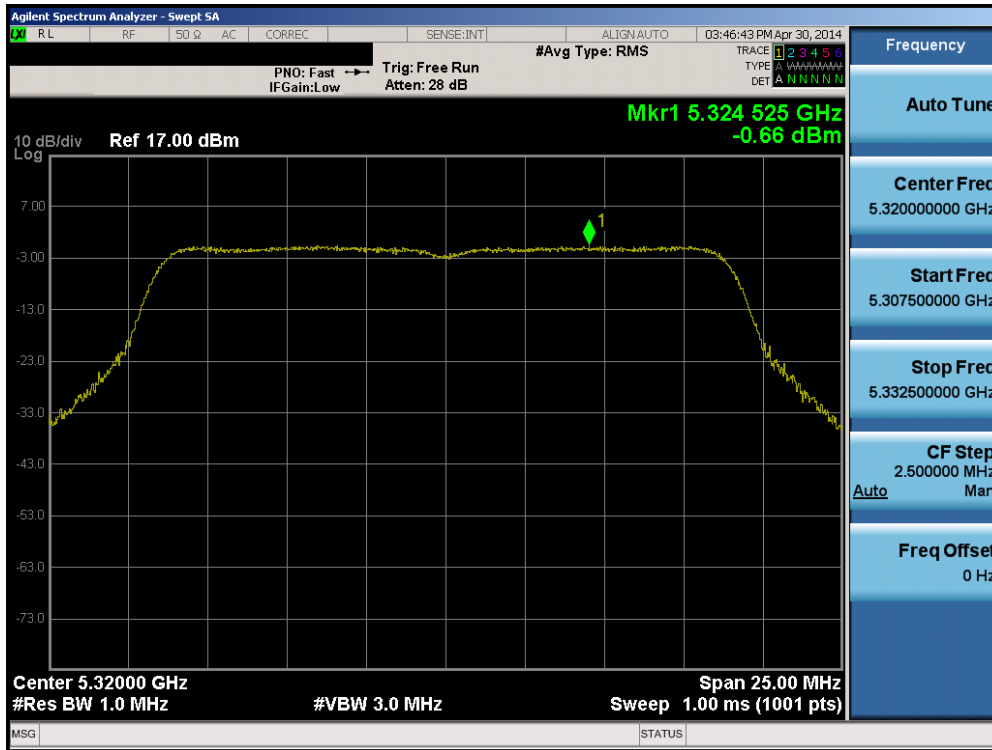 Agilent Spectrum Analyzer - Swept SA
LXI RL RF 50 Ω AC CORREC SENSE:INT ALIGN AUTO 03:46:43 PM Apr 30, 2014
#Avg Type: RMS
TRACE 1 2 3 4 5 6
PNO: Fast Trig: Free Run
TYPE A WWWWW
IFGain:Low Atten: 28 dB
DET A N N N N N
Mkr1 5.324 525 GHz
-0.66 dBm
10 dB/div Ref 17.00 dBm
Log
1
7.00
-3.00
-13.0
-23.0
-33.0
-43.0
-53.0
-63.0
-73.0
Center 5.32000 GHz Span 25.00 MHz
#Res BW 1.0 MHz #VBW 3.0 MHz Sweep 1.00 ms (1001 pts)
MSG STATUS
Frequency
Auto Tune
Center Freq
5.320000000 GHz
Start Freq
5.307500000 GHz
Stop Freq
5.332500000 GHz
CF Step
2.500000 MHz
Auto Man
Freq Offset
0 Hz